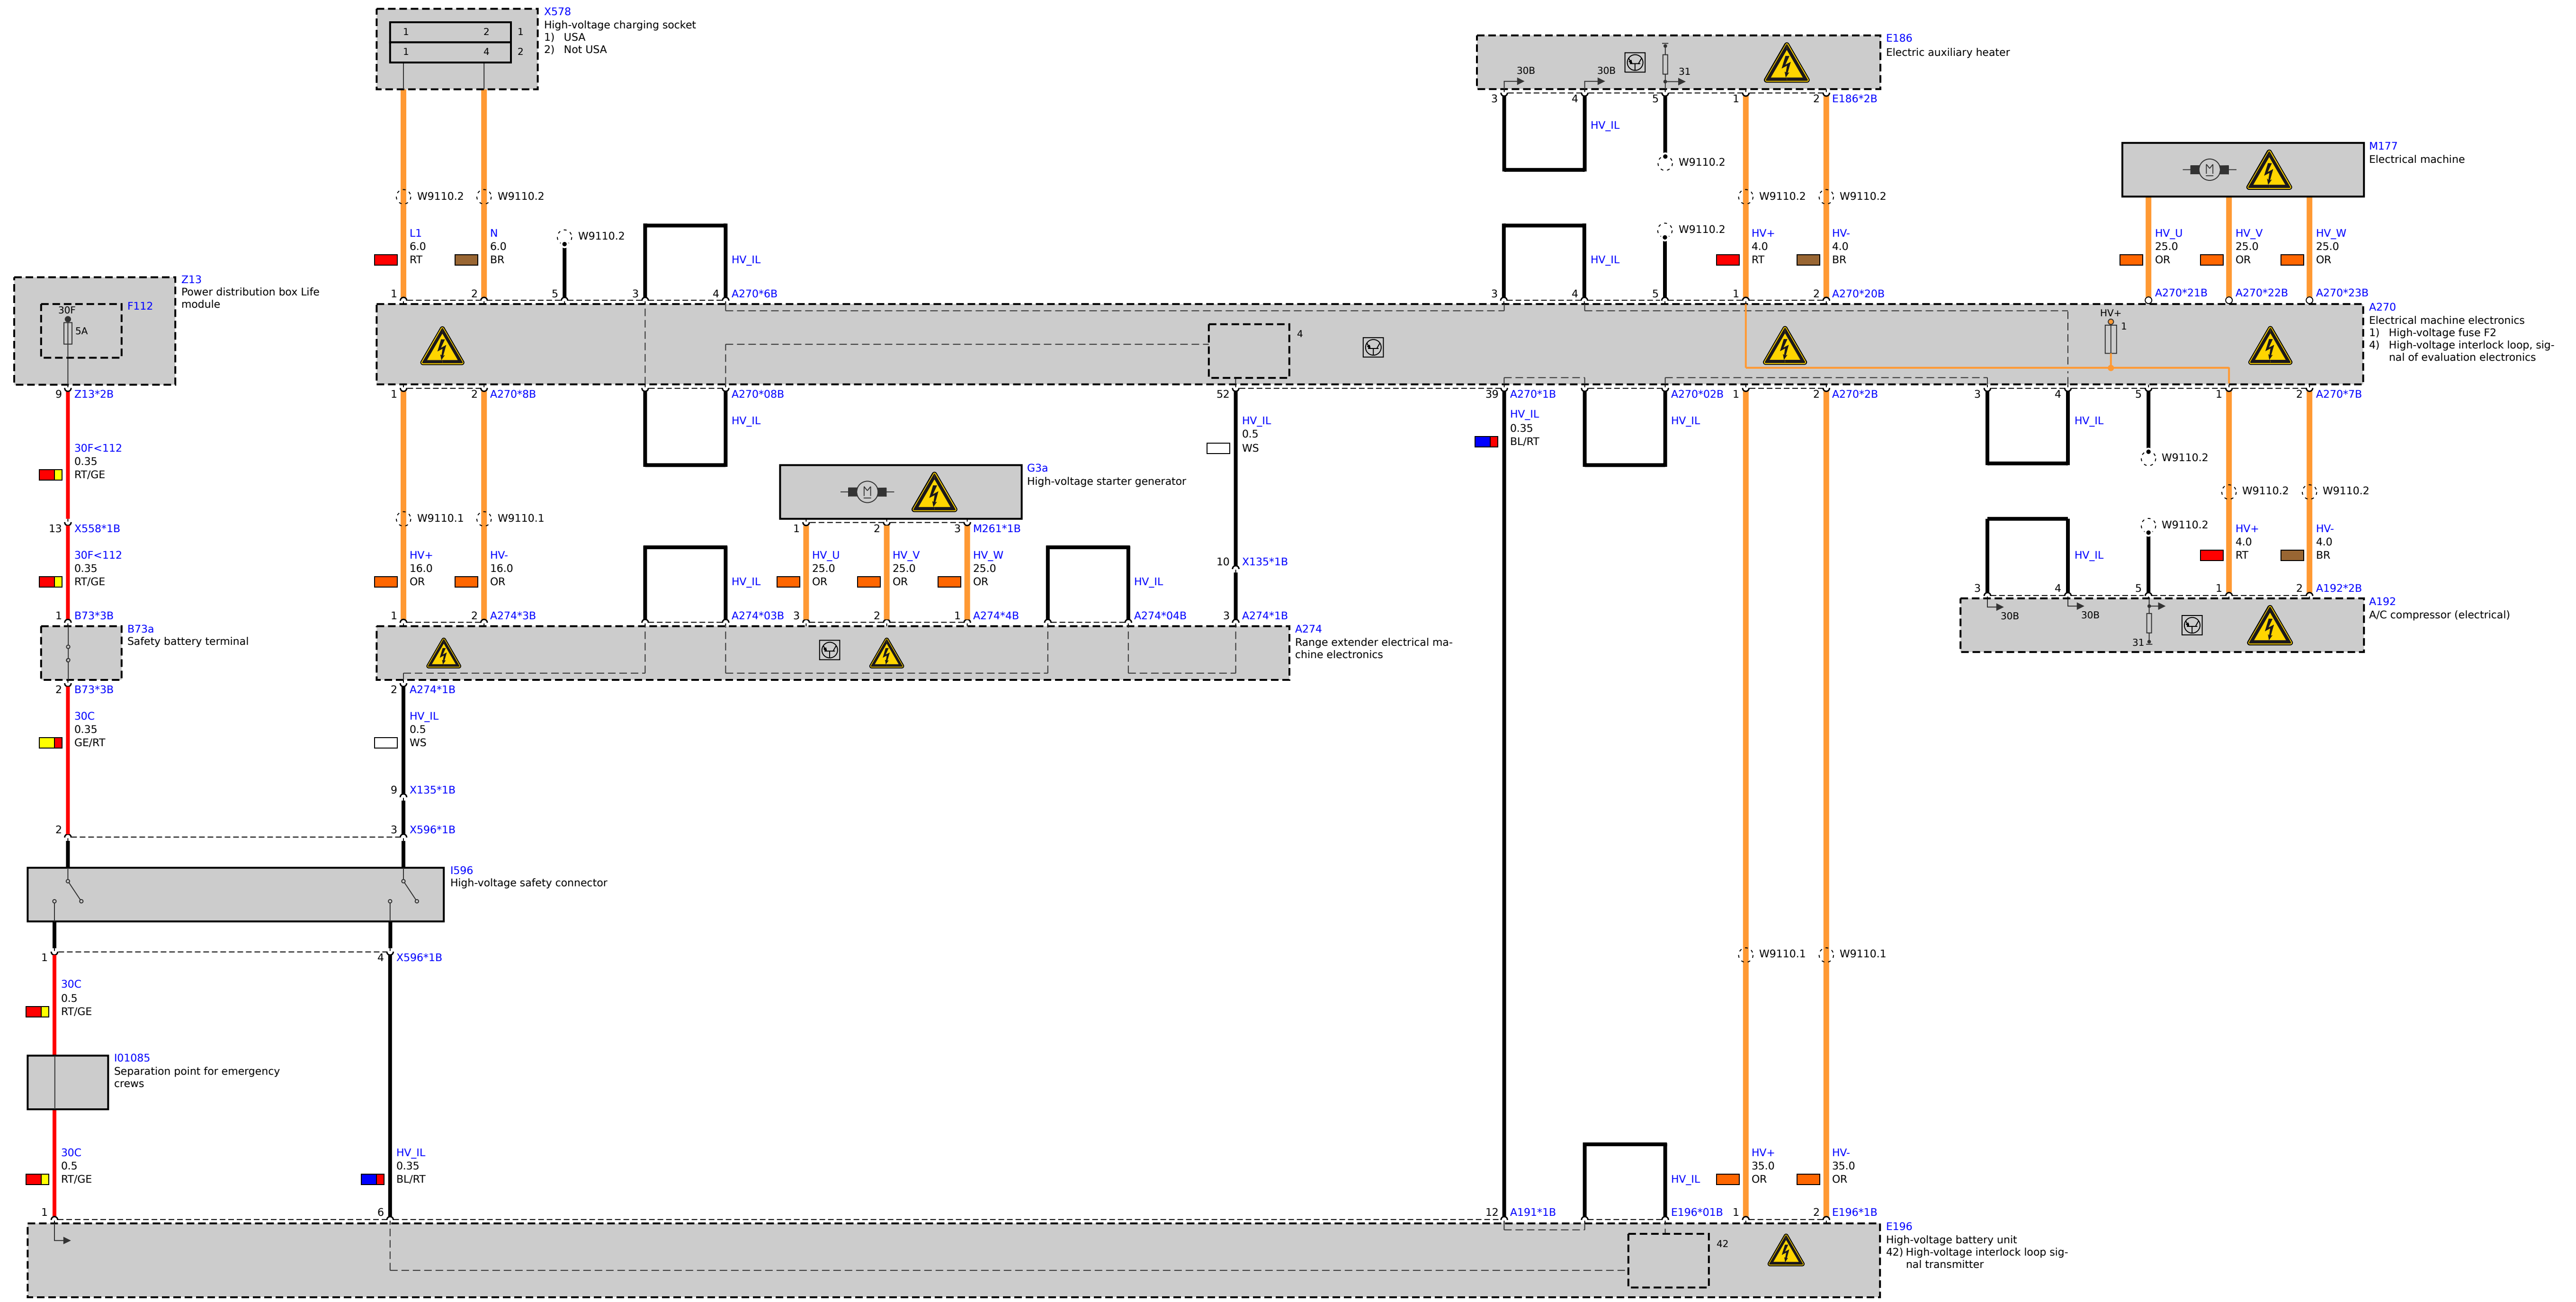 X578
High-voltage charging socket
1) USA
2) Not USA
1 2 1
1 4 2
E186
Electric auxiliary heater
30B 30B 31
3 4 5 1 2 E186*2B
HV_IL
W9110.2
M177
Electrical machine
M
W9110.2 W9110.2 W9110.2 W9110.2
L1
6.0
RT
N
6.0
BR
W9110.2
HV_IL
HV_IL
W9110.2
HV+
4.0
RT
HV-
4.0
BR
HV_U
25.0
OR
HV_V
25.0
OR
HV_W
25.0
OR
1 2 5 3 4 A270*6B
3 4 5 1 2 A270*20B
A270*21B A270*22B A270*23B
Z13
Power distribution box Life
module
F112
30F
5A
4
HV+
1
A270
Electrical machine electronics
1) High-voltage fuse F2
4) High-voltage interlock loop, sig-
nal of evaluation electronics
9 Z13*2B
1 2 A270*8B A270*08B 52 39 A270*1B A270*02B 1 2 A270*2B 3 4 5 1 2 A270*7B
HV_IL
HV_IL
0.5
WS
HV_IL
0.35
BL/RT
HV_IL
HV_IL
W9110.2
30F<112
0.35
RT/GE
G3a
High-voltage starter generator
M
W9110.2 W9110.2
W9110.1 W9110.1
1 2 3 M261*1B
W9110.2
13 X558*1B
30F<112
0.35
RT/GE
HV+
16.0
OR
HV-
16.0
OR
HV_IL
HV_U
25.0
OR
HV_V
25.0
OR
HV_W
25.0
OR
HV_IL
10 X135*1B
HV_IL
HV+
4.0
RT
HV-
4.0
BR
3 4 5 1 2 A192*2B
1 B73*3B
1 2 A274*3B A274*03B 3 2 1 A274*4B A274*04B 3 A274*1B
B73a
Safety battery terminal
A274
Range extender electrical ma-
chine electronics
30B 30B 31
A192
A/C compressor (electrical)
2 B73*3B
2 A274*1B
30C
0.35
GE/RT
HV_IL
0.5
WS
9 X135*1B
2 3 X596*1B
I596
High-voltage safety connector
1 4 X596*1B
W9110.1 W9110.1
30C
0.5
RT/GE
I01085
Separation point for emergency
crews
30C
0.5
RT/GE
HV_IL
0.35
BL/RT
HV_IL
HV+
35.0
OR
HV-
35.0
OR
1 6 12 A191*1B E196*01B 1 2 E196*1B
42
E196
High-voltage battery unit
42) High-voltage interlock loop sig-
nal transmitter